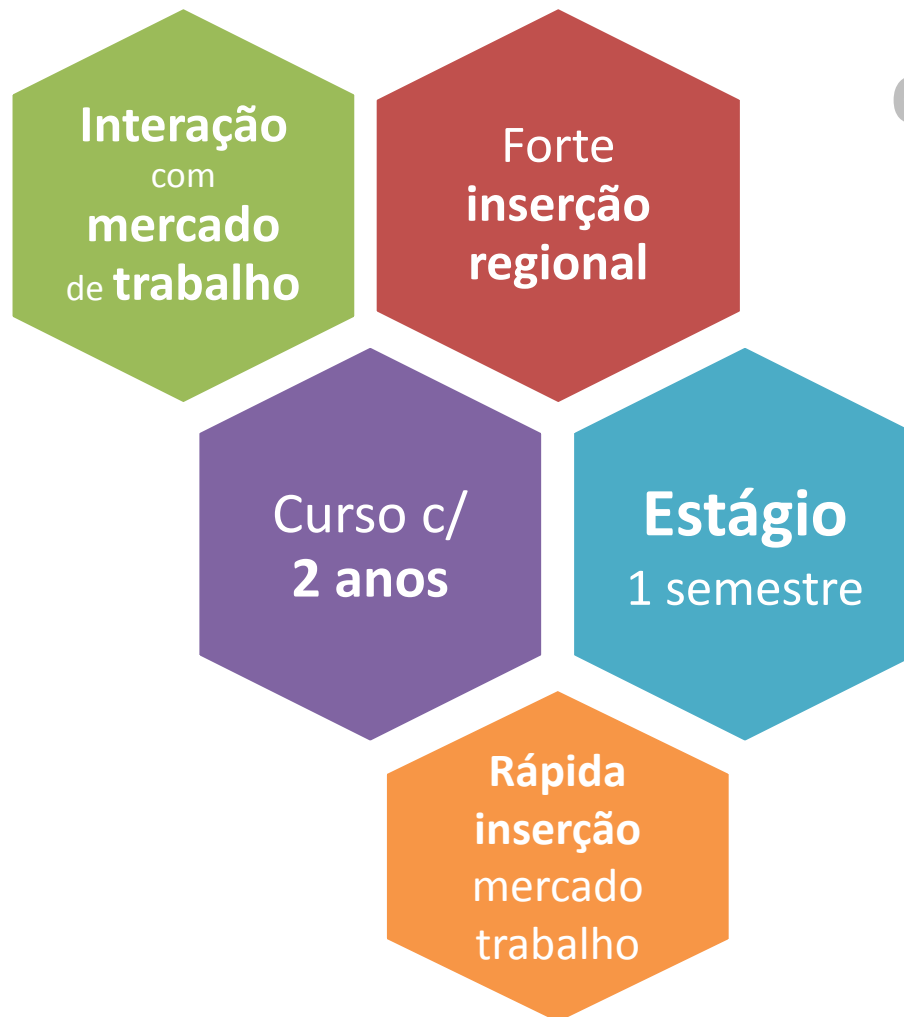 Interação
com
mercado
de trabalho
Forte
inserção
regional
Curso c/
2 anos
Estágio
1 semestre
Rápida
inserção
mercado
trabalho